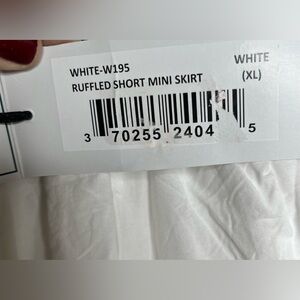 WHITE-W195 WHITE
RUFFLED SHORT MINI SKIRT (XL)
3 70255 2404 5